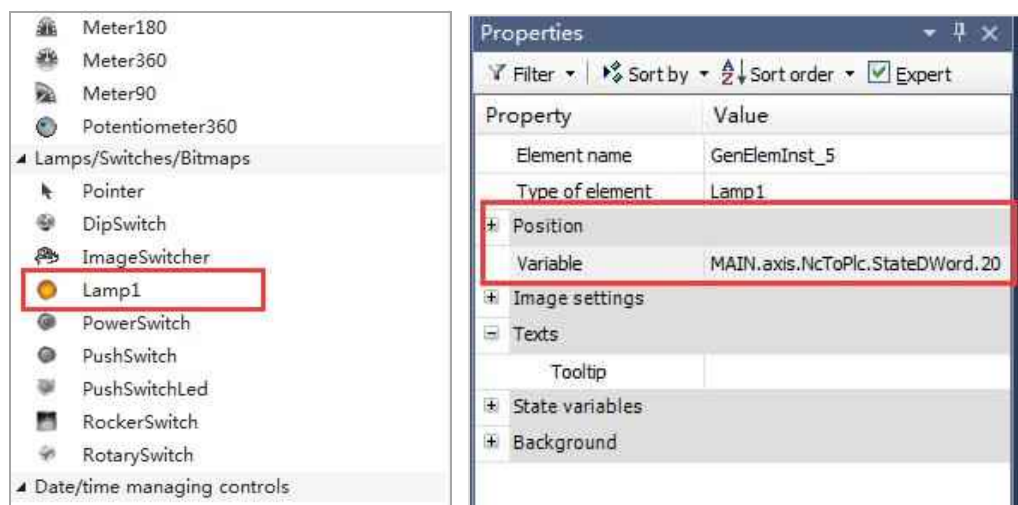 Meter180
Meter360
Meter90
Potentiometer360
Lamps/Switches/Bitmaps
Pointer
DipSwitch
ImageSwitcher
Lamp1
PowerSwitch
PushSwitch
PushSwitchLed
RockerSwitch
RotarySwitch
Date/time managing controls
Properties
Filter Sort by Sort order Expert
Property Value
Element name GenElemInst_5
Type of element Lamp1
Position
Variable MAIN.axis.NcToPlc.StateDWord.20
Image settings
Texts
Tooltip
State variables
Background